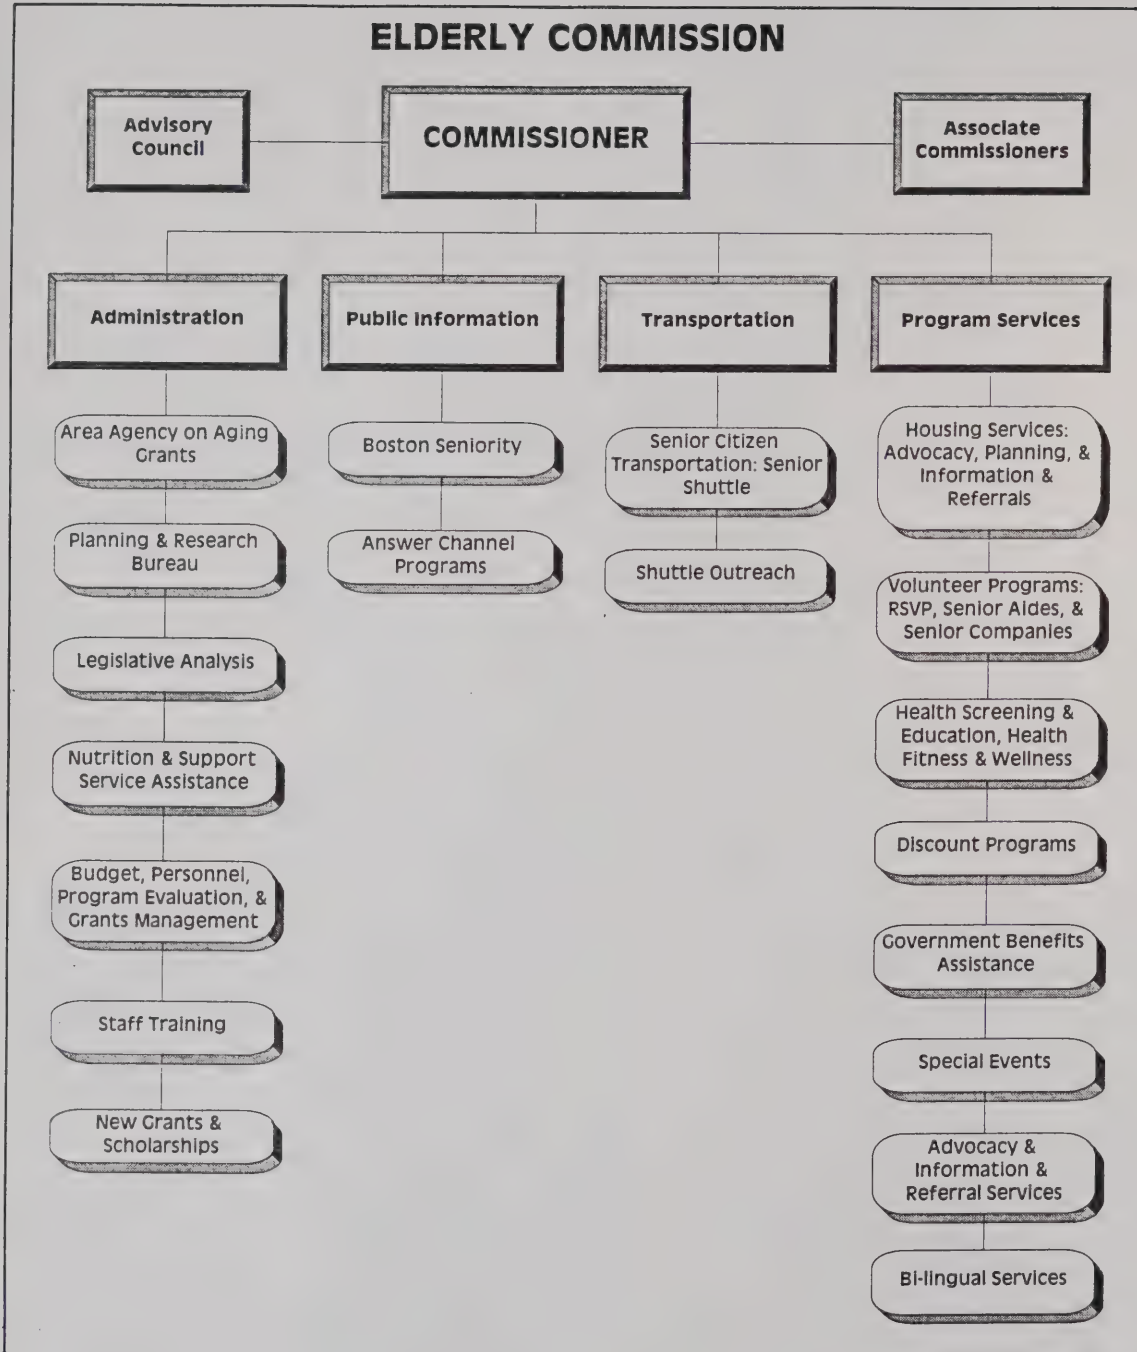 ELDERLY COMMISSION
Advisory
Council
COMMISSIONER
Associate
Commissioners
Administration
Public Information
Transportation
Program Services
Area Agency on Aging
Grants
Planning & Research
Bureau
Legislative Analysis
Nutrition & Support
Service Assistance
Budget, Personnel,
Program Evaluation, &
Grants Management
Staff Training
New Grants &
Scholarships
Boston Seniority
Answer Channel
Programs
Senior Citizen
Transportation: Senior
Shuttle
Shuttle Outreach
Housing Services:
Advocacy, Planning, &
Information &
Referrals
Volunteer Programs:
RSVP, Senior Aides, &
Senior Companies
Health Screening &
Education, Health
Fitness & Wellness
Discount Programs
Government Benefits
Assistance
Special Events
Advocacy &
Information &
Referral Services
Bi-lingual Services